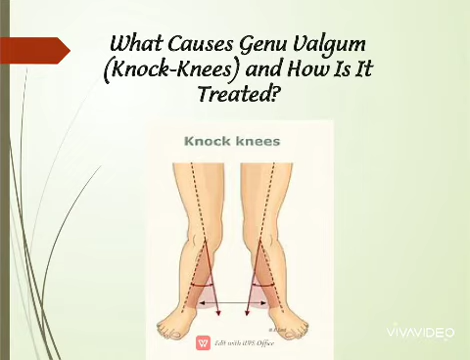 What Causes Genu Valgum
(Knock-Knees) and How Is It
Treated?
Knock knees
Edit with WPS Office
VIVAVIDEO